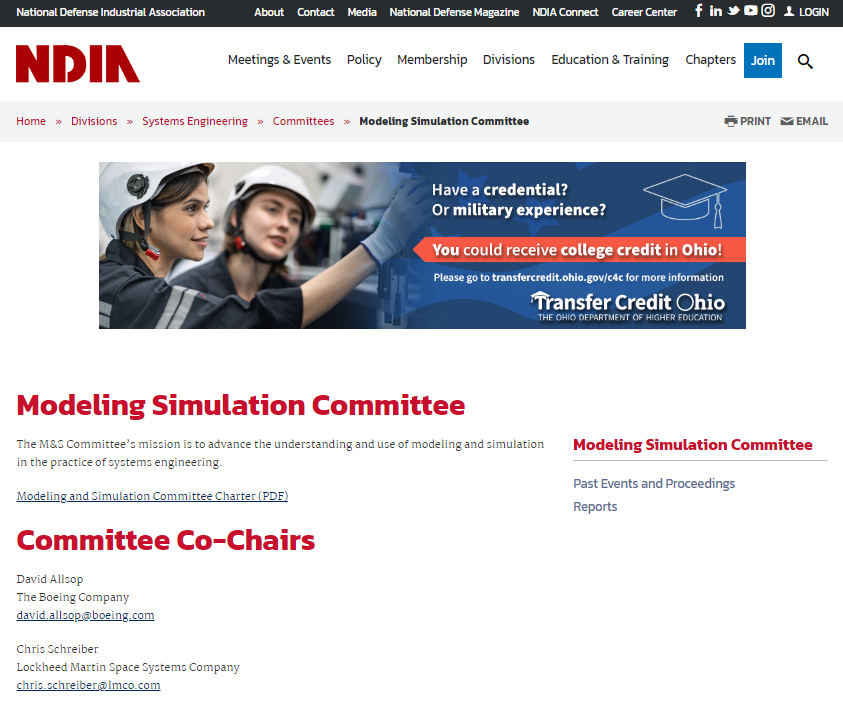 National Defense Industrial Association About Contact Media National Defense Magazine NDIA Connect Career Center LOGIN
NDIA Meetings & Events Policy Membership Divisions Education & Training Chapters Join
Home » Divisions » Systems Engineering » Committees » Modeling Simulation Committee PRINT EMAIL
Have a credential?
Or military experience?
You could receive college credit in Ohio!
Please go to transfercredit.ohio.gov/c4c for more information
Transfer Credit Ohio
THE OHIO DEPARTMENT OF HIGHER EDUCATION
Modeling Simulation Committee
The M&S Committee's mission is to advance the understanding and use of modeling and simulation
in the practice of systems engineering.
Modeling and Simulation Committee Charter (PDF)
Committee Co-Chairs
David Allsop
The Boeing Company
david.allsop@boeing.com
Chris Schreiber
Lockheed Martin Space Systems Company
chris.schreiber@lmco.com
Modeling Simulation Committee
Past Events and Proceedings
Reports